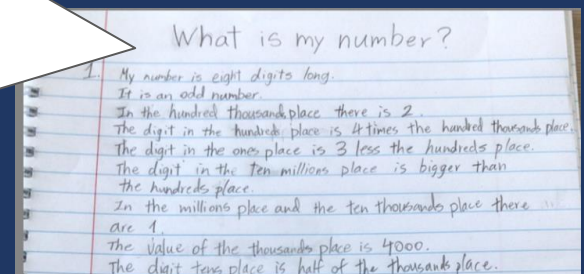 What is my number?
1. My number is eight digits long.
It is an odd number.
In the hundred thousands place there is 2.
The digit in the hundreds place is 4 times the hundred thousands place.
The digit in the ones place is 3 less the hundreds place.
The digit in the Ten millions place is bigger than
the hundreds place.
In the millions place and the ten thousands place there
are 1.
The value of the thousands place is 4000.
The digit tens place is half of the thousands place.